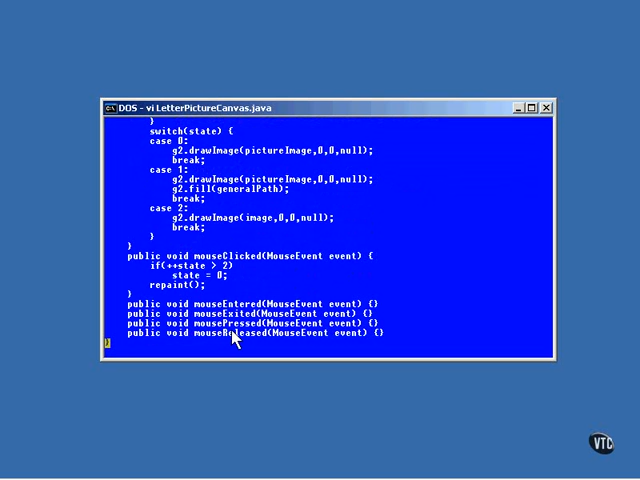 DOS - vi LetterPictureCanvas.java
}
switch(state) {
case 0:
g2.drawImage(pictureImage,0,0,null);
break;
case 1:
g2.drawImage(pictureImage,0,0,null);
g2.fill(generalPath);
break;
case 2:
g2.drawImage(image,0,0,null);
break;
}
}
public void mouseClicked(MouseEvent event) {
if(++state > 2)
state = 0;
repaint();
}
public void mouseEntered(MouseEvent event) {}
public void mouseExited(MouseEvent event) {}
public void mousePressed(MouseEvent event) {}
public void mouseReleased(MouseEvent event) {}
}
VTC